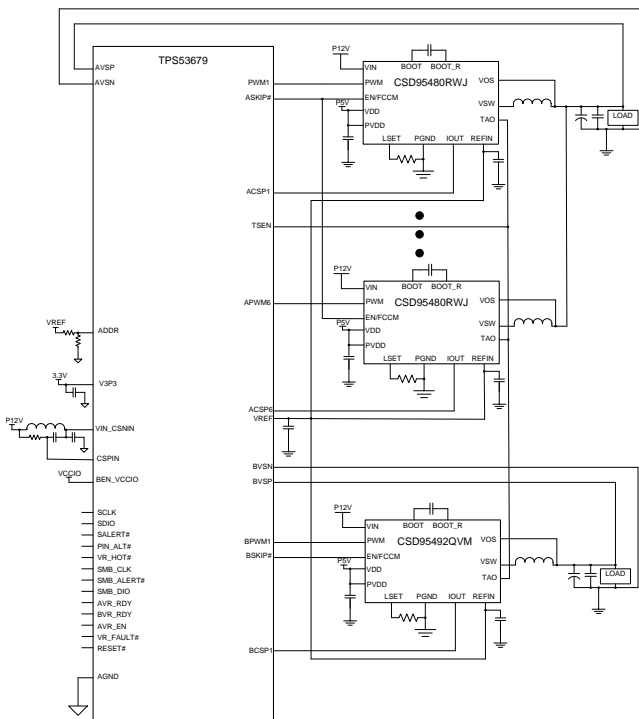 TPS53679
AVSP
AVSN
PWM1
ASKIP#
ACSP1
TSEN
APWM6
ADDR
VREF
V3P3
3.3V
ACSP6
VREF
P12V
VIN_CSNIN
CSPIN
VCCIO
BEN_VCCIO
BVSN
BVSP
SCLK
SDIO
SALERT#
PIN_ALT#
VR_HOT#
SMB_CLK
SMB_ALERT#
SMB_DIO
AVR_RDY
BVR_RDY
AVR_EN
VR_FAULT#
RESET#
AGND
BPWM1
BSKIP#
BCSP1
P12V
VIN
BOOT BOOT_R
CSD95480RWJ
PWM
EN/FCCM
P5V
VDD
PVDD
LSET PGND IOUT REFIN
VOS
VSW
TAO
LOAD
P12V
VIN
BOOT BOOT_R
CSD95480RWJ
PWM
EN/FCCM
P5V
VDD
PVDD
LSET PGND IOUT REFIN
VOS
VSW
TAO
P12V
VIN
BOOT BOOT_R
CSD95492QVM
PWM
EN/FCCM
P5V
VDD
PVDD
LSET PGND IOUT REFIN
VOS
VSW
TAO
LOAD